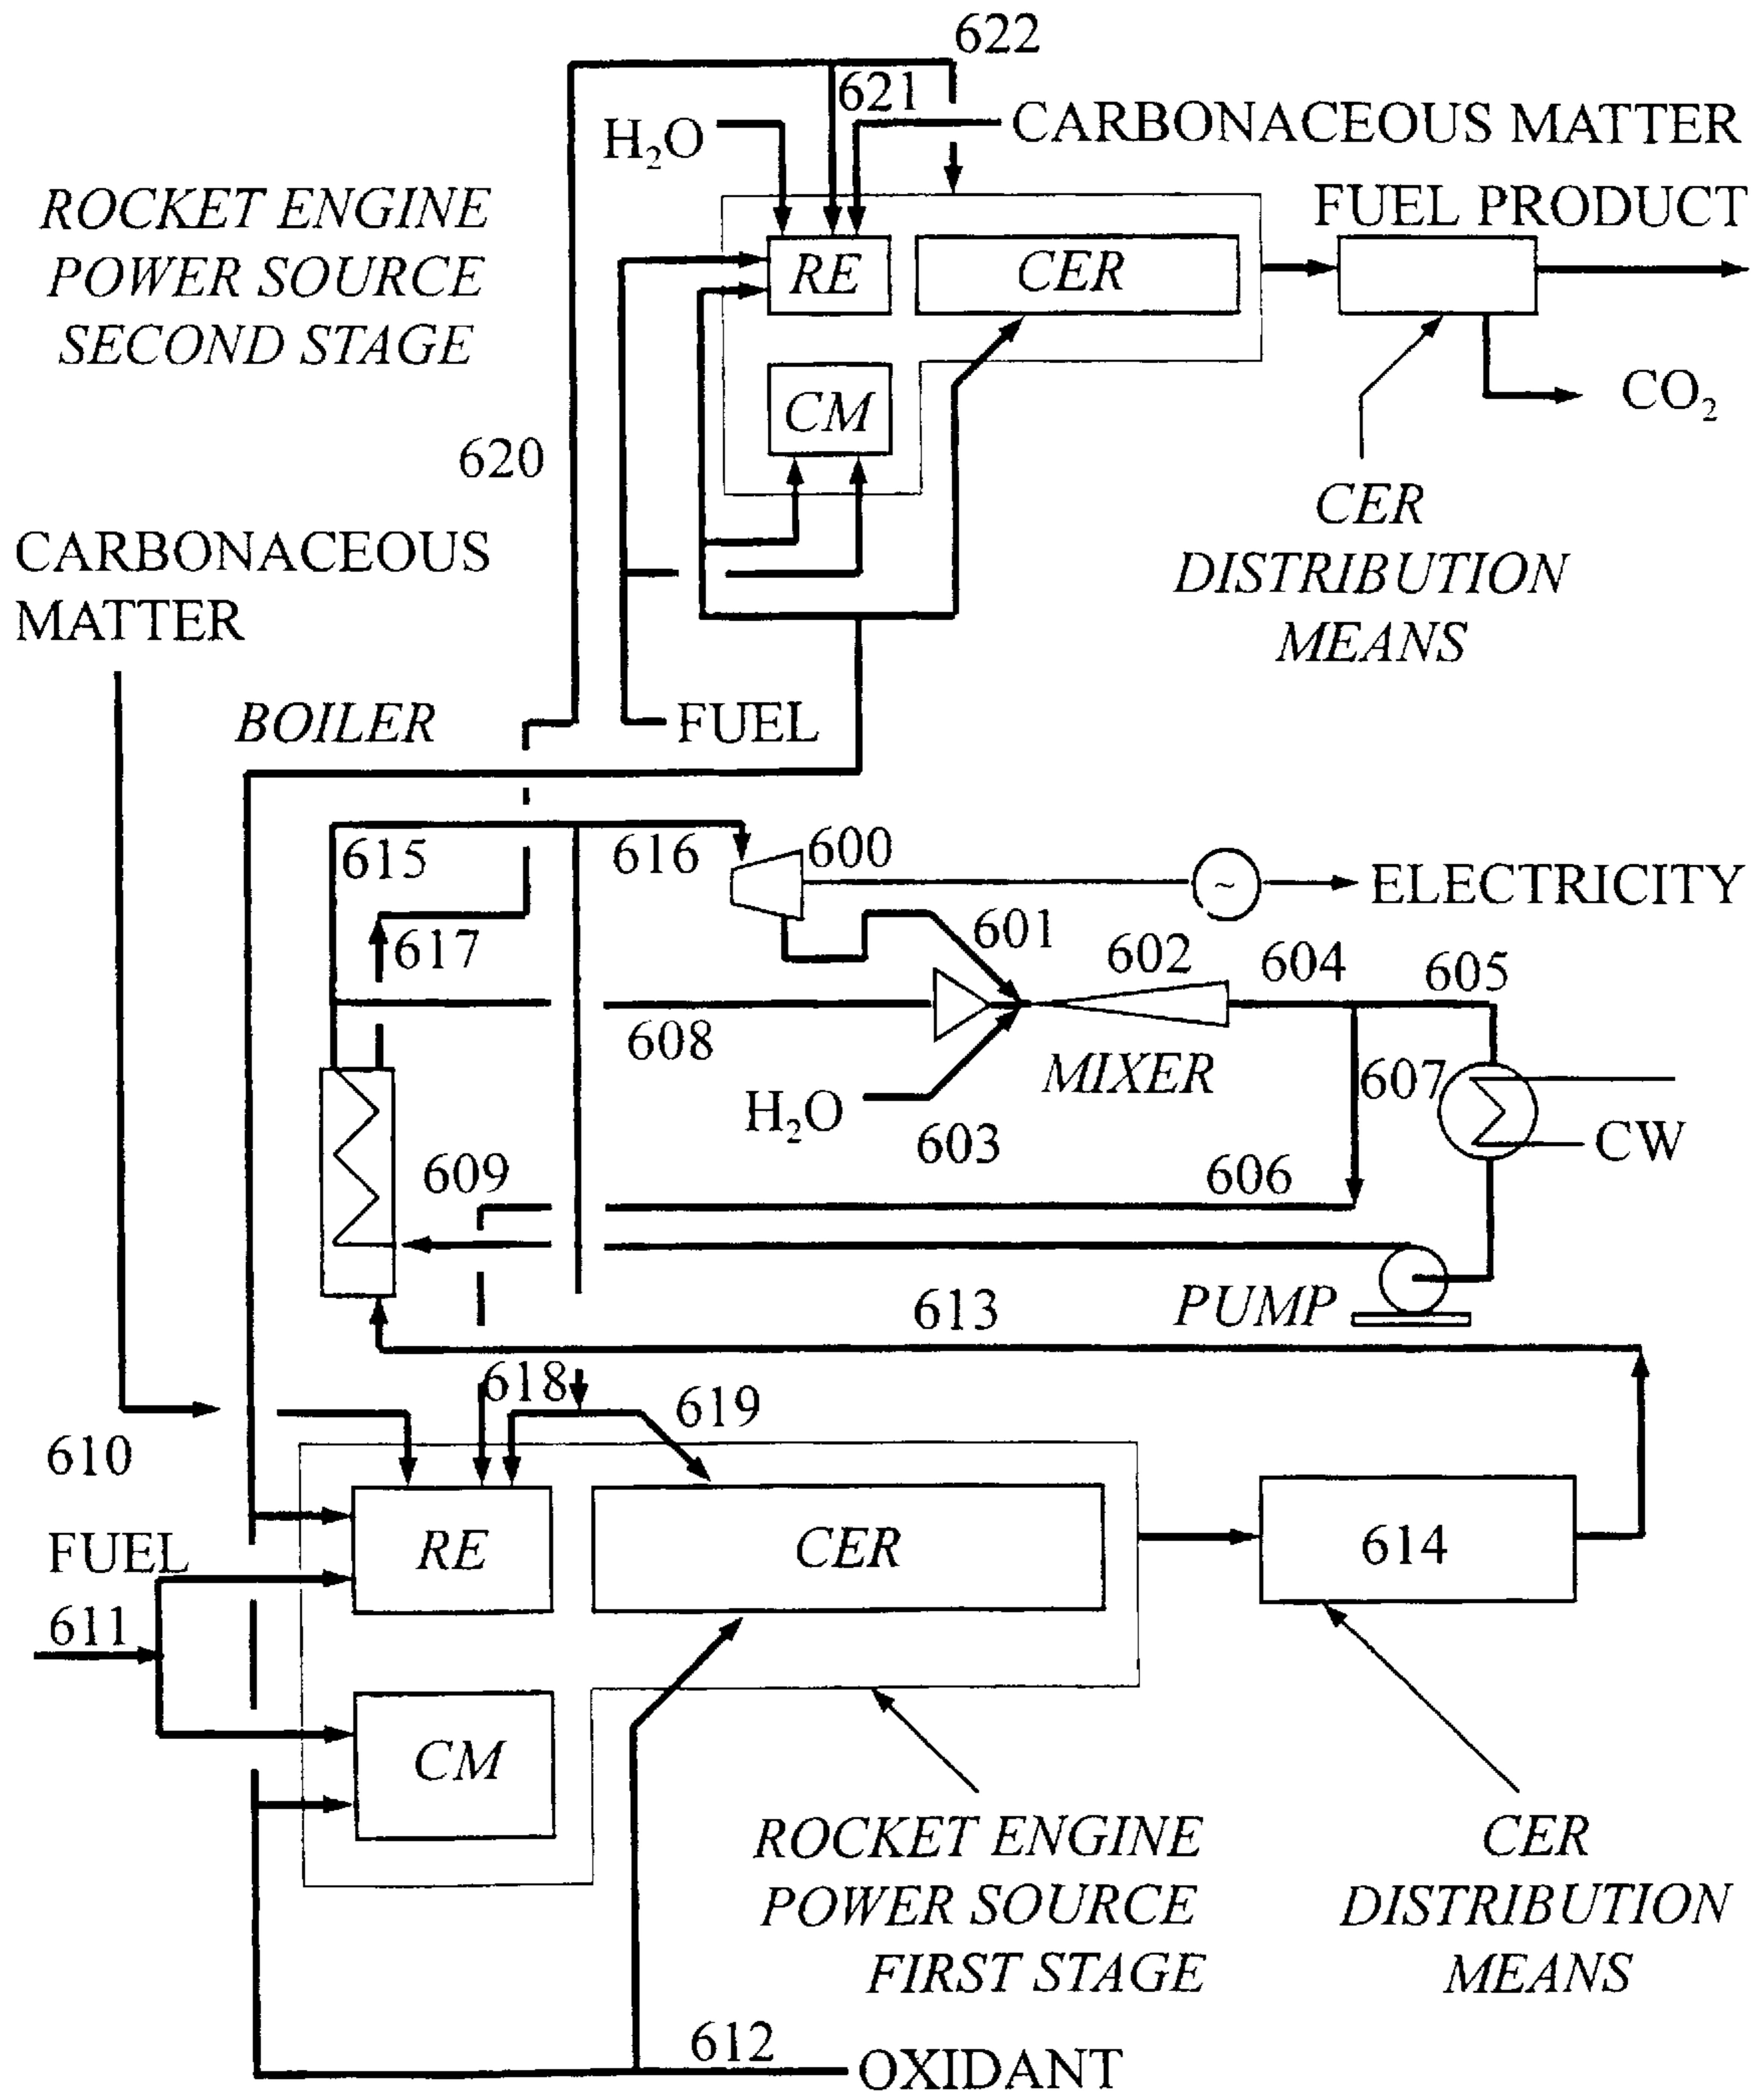 622
621
H₂O
CARBONACEOUS MATTER
ROCKET ENGINE
POWER SOURCE
SECOND STAGE
FUEL PRODUCT
RE
CER
CM
CO₂
620
CER
DISTRIBUTION
MEANS
CARBONACEOUS
MATTER
BOILER
FUEL
615
616
600
~
ELECTRICITY
617
601
602
604
605
608
MIXER
607
H₂O
603
CW
609
606
613
PUMP
618
619
610
FUEL
RE
CER
614
611
CM
ROCKET ENGINE
POWER SOURCE
FIRST STAGE
CER
DISTRIBUTION
MEANS
612
OXIDANT